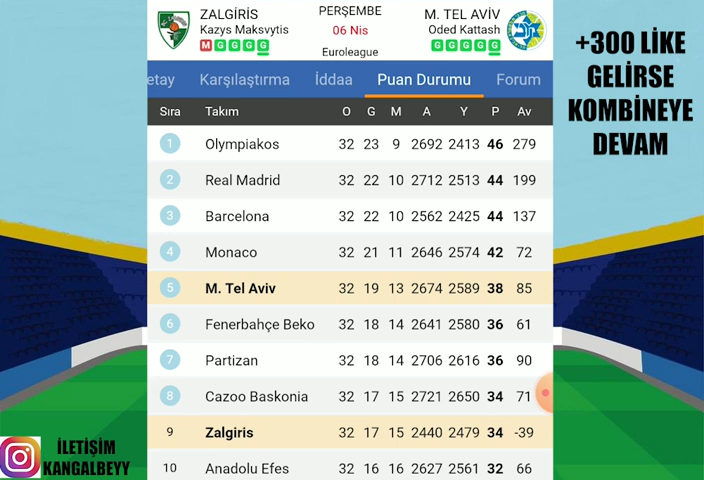 ZALGİRİS
Kazys Maksvytis
M G G G G
PERŞEMBE
06 Nis
Euroleague
M. TEL AVİV
Oded Kattash
G G G G G
etay Karşılaştırma İddaa Puan Durumu Forum
Sıra Takım O G M A Y P Av
1 Olympiakos 32 23 9 2692 2413 46 279
2 Real Madrid 32 22 10 2712 2513 44 199
3 Barcelona 32 22 10 2562 2425 44 137
4 Monaco 32 21 11 2646 2574 42 72
5 M. Tel Aviv 32 19 13 2674 2589 38 85
6 Fenerbahçe Beko 32 18 14 2641 2580 36 61
7 Partizan 32 18 14 2706 2616 36 90
8 Cazoo Baskonia 32 17 15 2721 2650 34 71
9 Zalgiris 32 17 15 2440 2479 34 -39
10 Anadolu Efes 32 16 16 2627 2561 32 66
+300 LİKE
GELİRSE
KOMBİNEYE
DEVAM
İLETİŞİM
KANGALBEYY